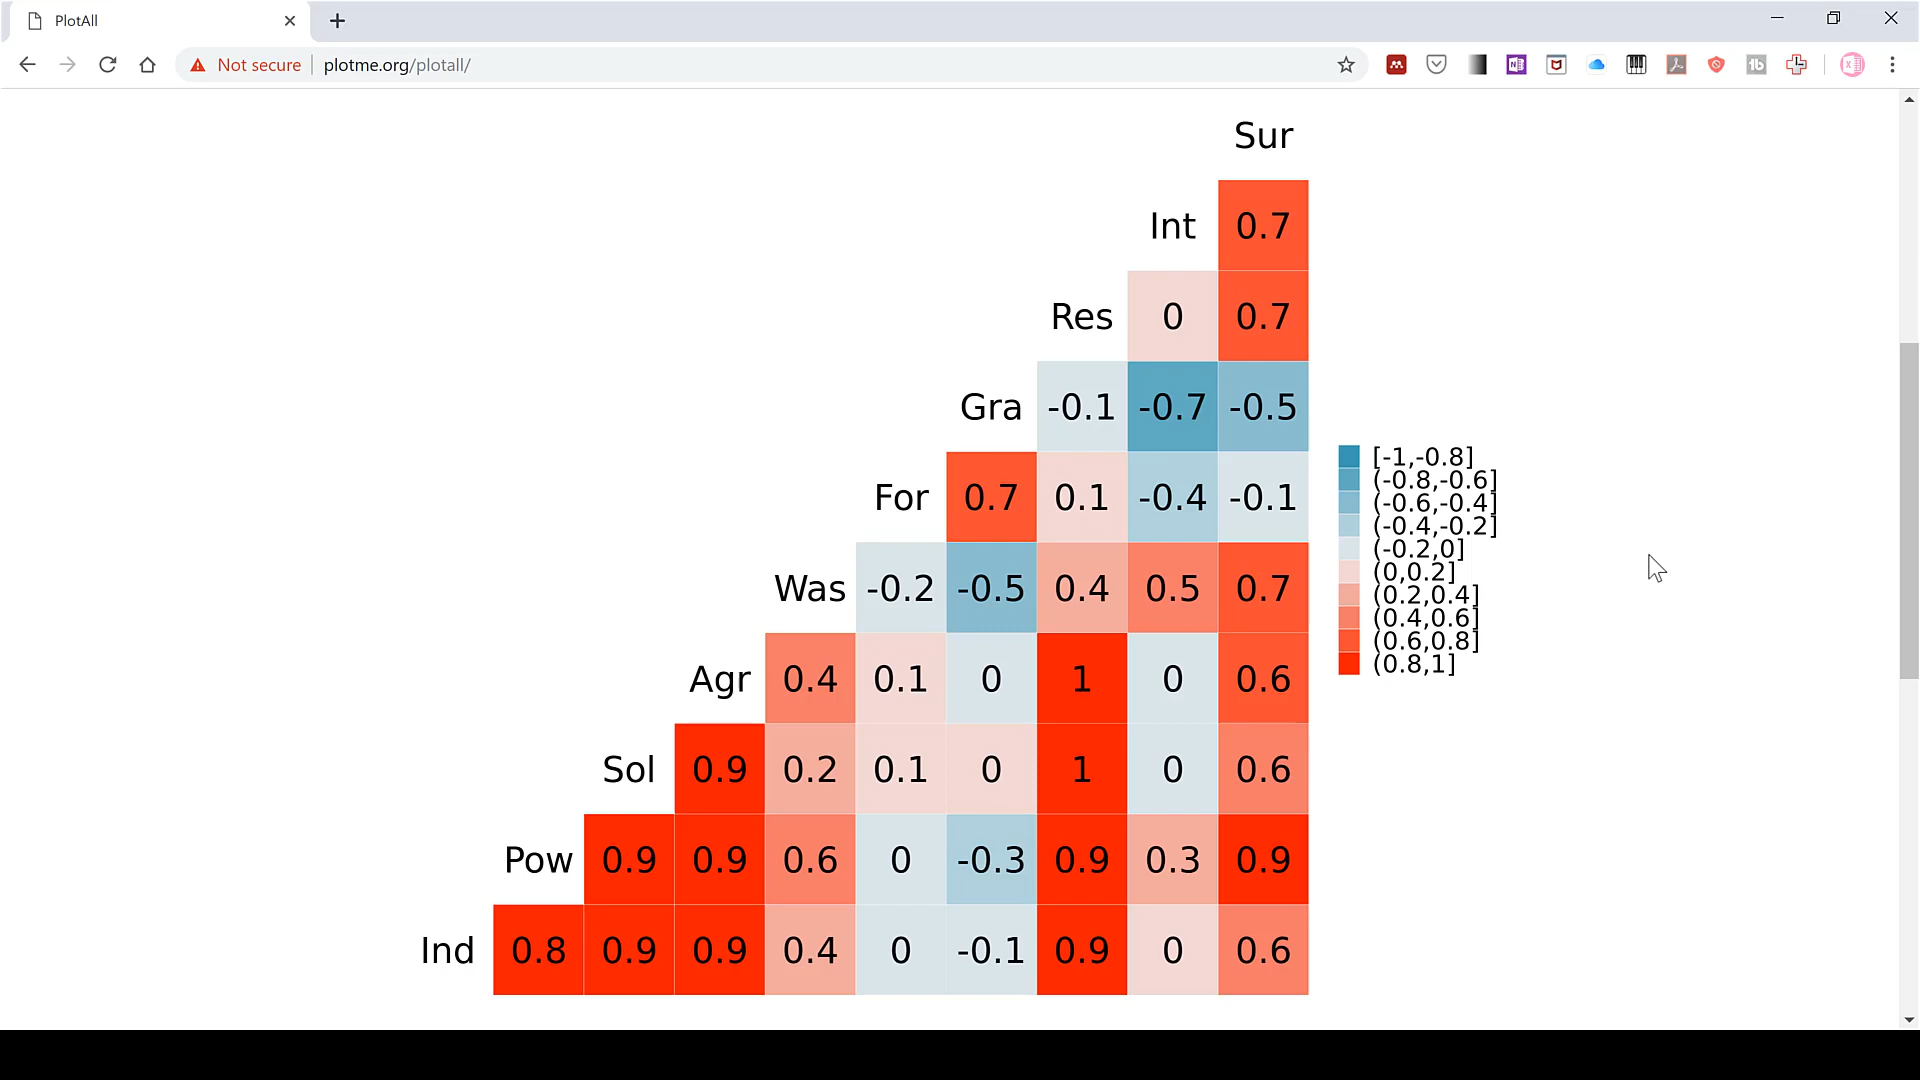 PlotAll
Not secure plotme.org/plotall/
Sur
Int 0.7
Res 0 0.7
Gra -0.1 -0.7 -0.5
For 0.7 0.1 -0.4 -0.1
Was -0.2 -0.5 0.4 0.5 0.7
Agr 0.4 0.1 0 1 0 0.6
Sol 0.9 0.2 0.1 0 1 0 0.6
Pow 0.9 0.9 0.6 0 -0.3 0.9 0.3 0.9
Ind 0.8 0.9 0.9 0.4 0 -0.1 0.9 0 0.6
[-1,-0.8]
(-0.8,-0.6]
(-0.6,-0.4]
(-0.4,-0.2]
(-0.2,0]
(0,0.2]
(0.2,0.4]
(0.4,0.6]
(0.6,0.8]
(0.8,1]